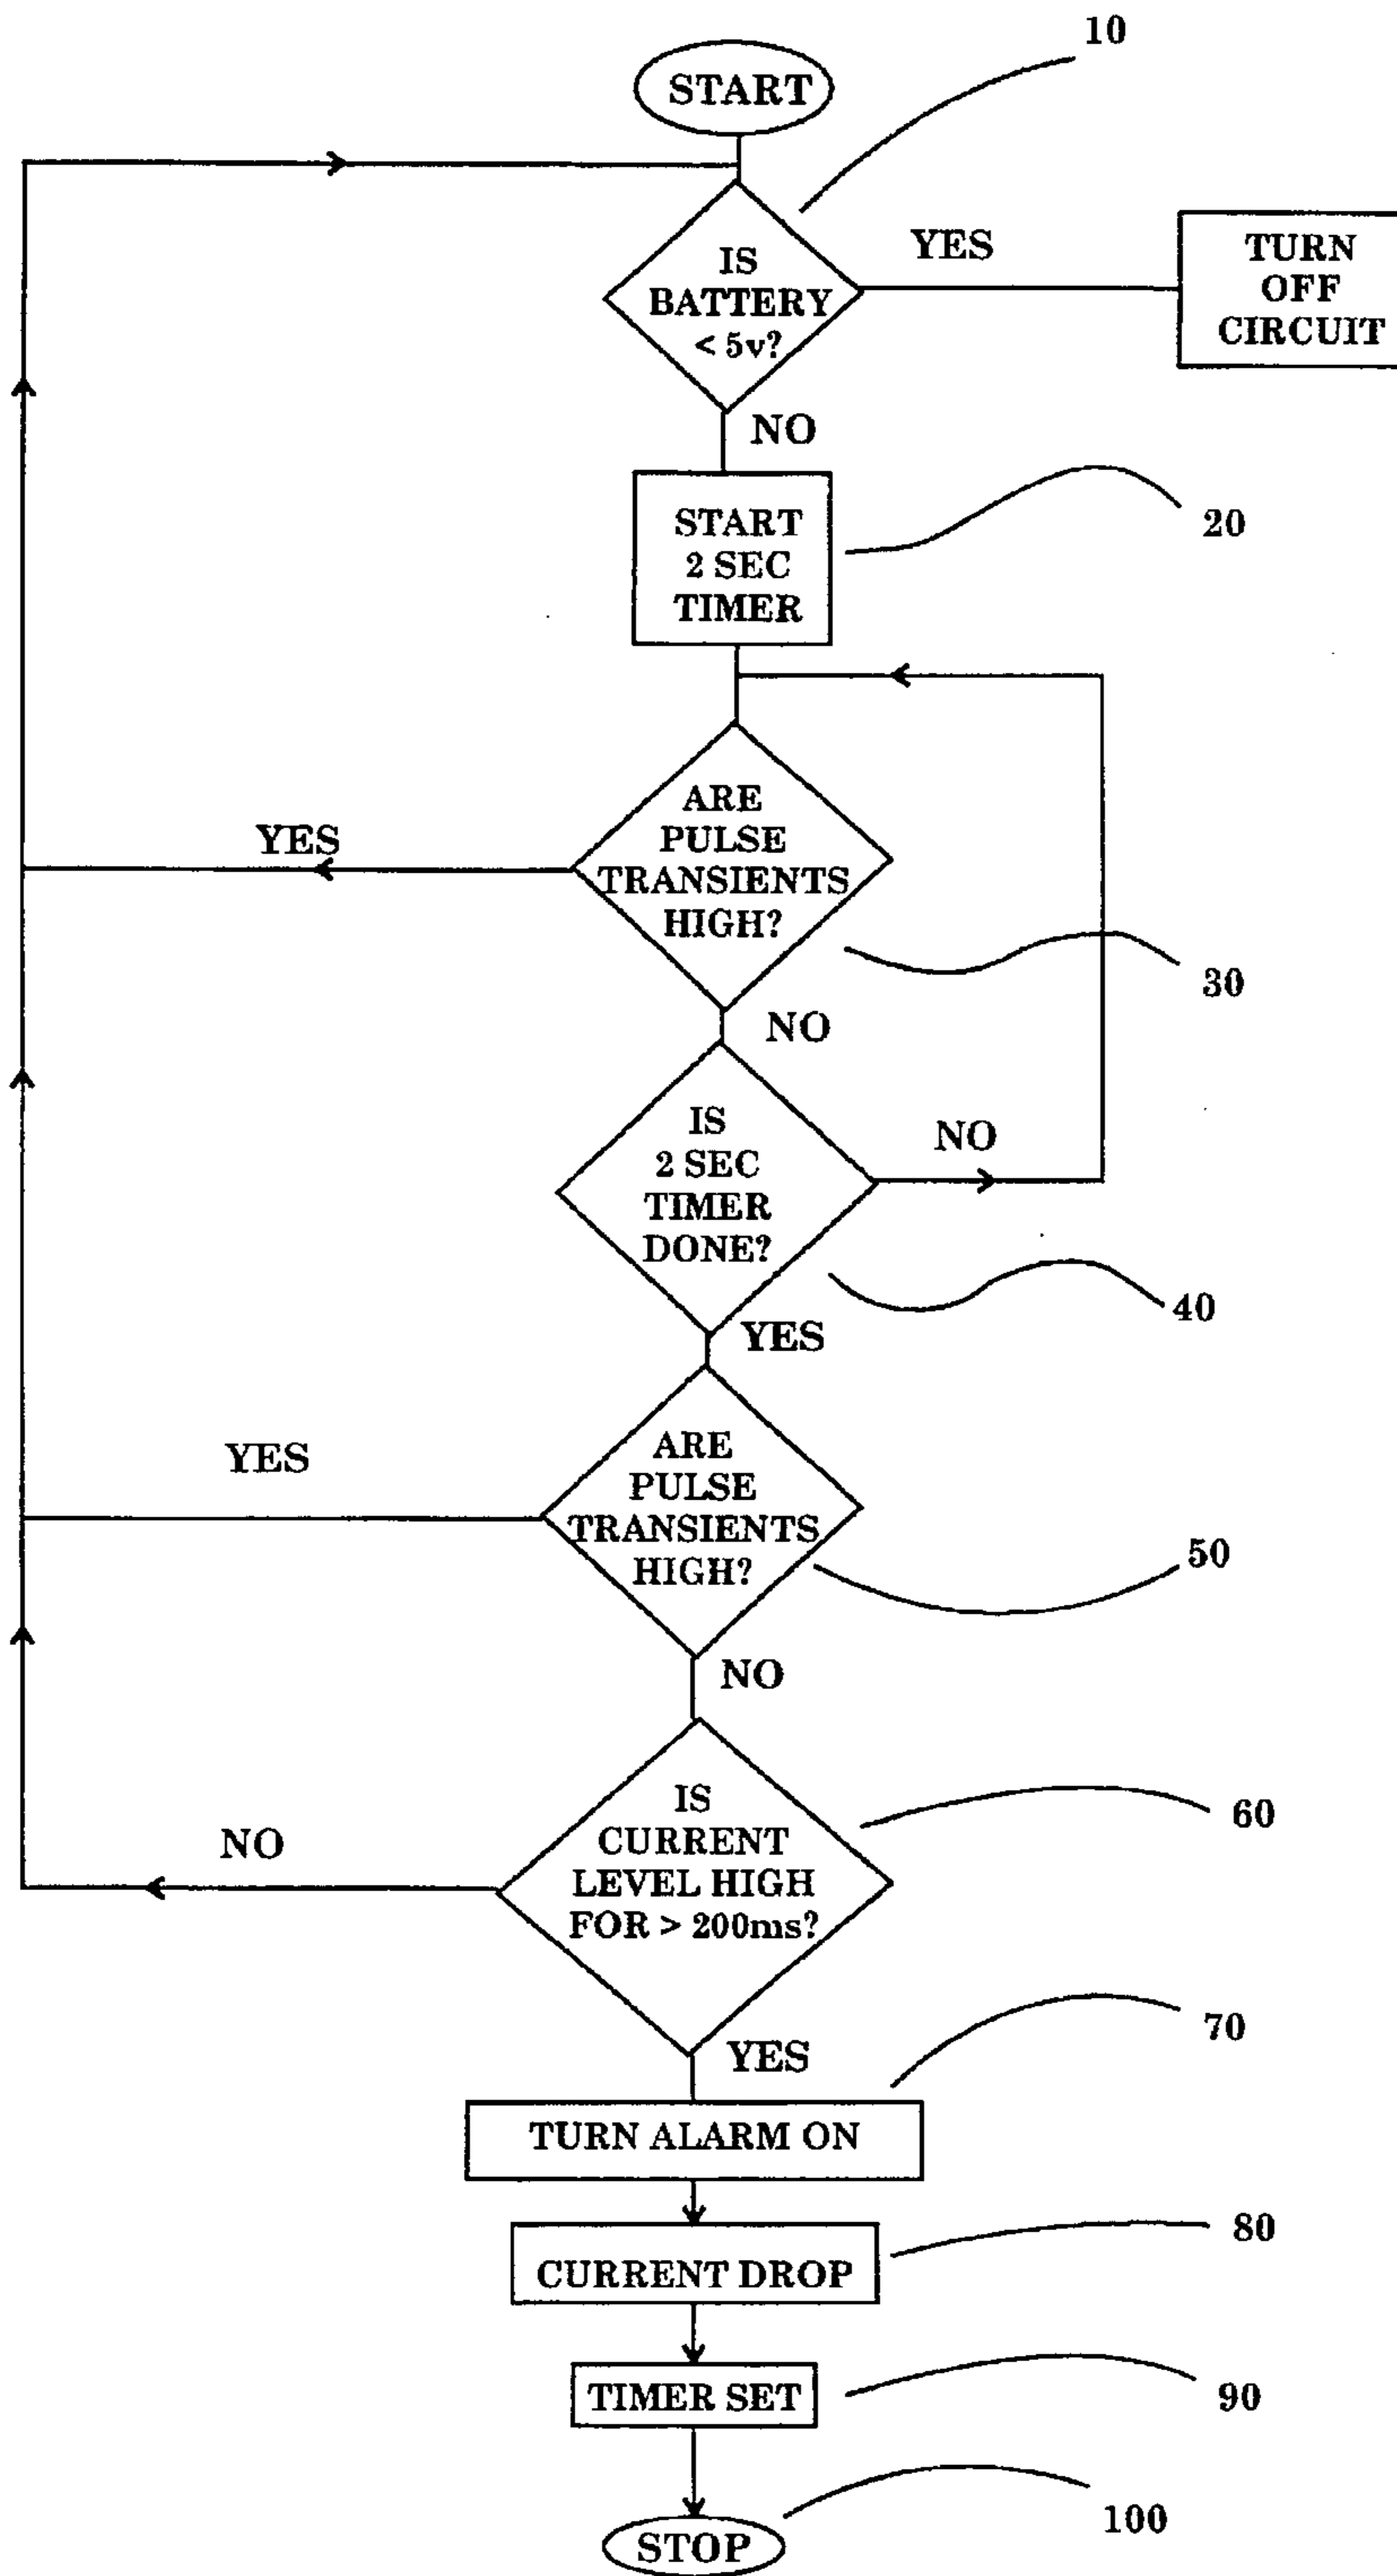 10
START
IS
BATTERY
< 5v?
YES
TURN
OFF
CIRCUIT
NO
START
2 SEC
TIMER
20
ARE
PULSE
TRANSIENTS
HIGH?
YES
30
NO
IS
2 SEC
TIMER
DONE?
NO
40
YES
ARE
PULSE
TRANSIENTS
HIGH?
YES
50
NO
IS
CURRENT
LEVEL HIGH
FOR > 200ms?
60
NO
70
YES
TURN ALARM ON
80
CURRENT DROP
TIMER SET
90
100
STOP